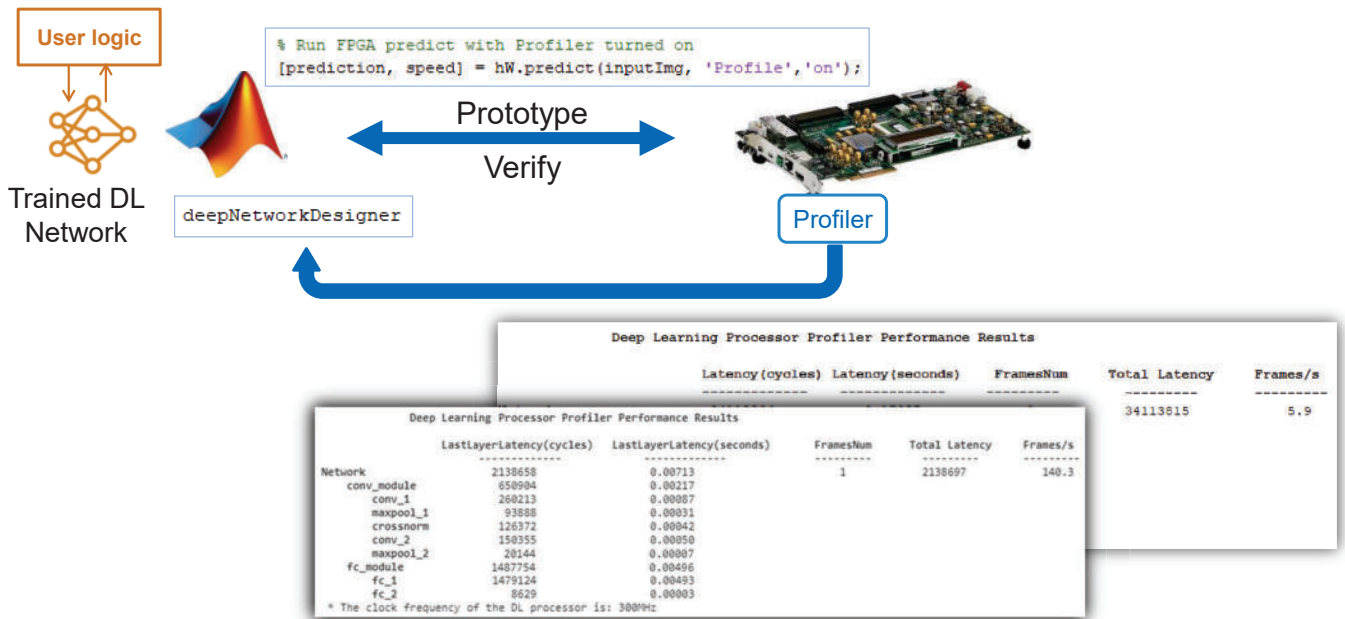 User logic
% Run FPGA predict with Profiler turned on
[prediction, speed] = hW.predict(inputImg, 'Profile','on');
Prototype
Verify
Trained DL
Network
deepNetworkDesigner
Profiler
Deep Learning Processor Profiler Performance Results
Latency(cycles) Latency(seconds) FramesNum Total Latency Frames/s
------------- ------------- --------- --------- ---------
34113815 5.9
Deep Learning Processor Profiler Performance Results
LastLayerLatency(cycles) LastLayerLatency(seconds) FramesNum Total Latency Frames/s
------------- ------------- --------- --------- ---------
Network 2138658 0.00713 1 2138697 140.3
conv_module 650904 0.00217
conv_1 260213 0.00087
maxpool_1 93888 0.00031
crossnorm 126372 0.00042
conv_2 150355 0.00050
maxpool_2 20144 0.00007
fc_module 1487754 0.00496
fc_1 1479124 0.00493
fc_2 8629 0.00003
* The clock frequency of the DL processor is: 300MHz